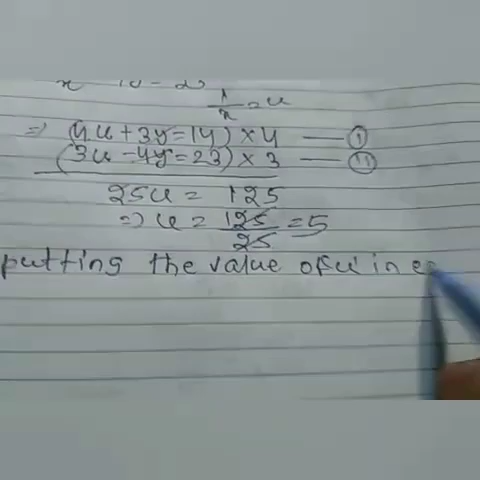 1/x = u
=> (4u + 3y = 14) × 4 — (I)
(3u - 4y = 23) × 3 — (II)
25u = 125
=> u = 125/25 = 5
putting the value of u in